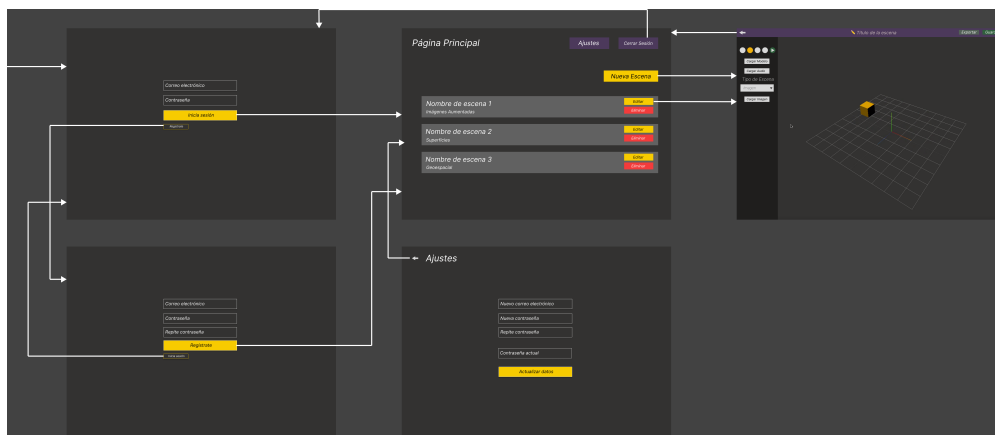 Correo electrónico
Contraseña
Inicia sesión
Regístrate
Página Principal
Ajustes
Cerrar Sesión
Nueva Escena
Nombre de escena 1
Imágenes Aumentadas
Editar
Eliminar
Nombre de escena 2
Superficies
Editar
Eliminar
Nombre de escena 3
Geoespacial
Editar
Eliminar
Título de la escena
Exportar
Cargar Modelo
Cargar Audio
Tipo de Escena
Imagen
Cargar Imagen
Correo electrónico
Contraseña
Repite contraseña
Regístrate
Inicia sesión
Ajustes
Nuevo correo electrónico
Nueva contraseña
Repite contraseña
Contraseña actual
Actualizar datos